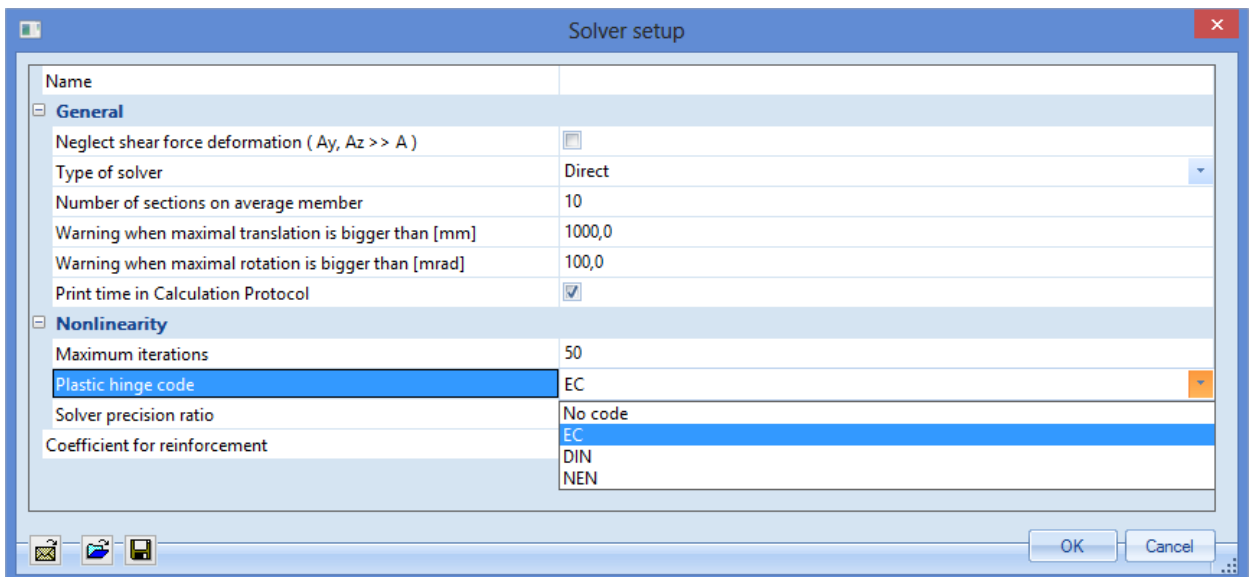 Solver setup
Name
General
Neglect shear force deformation ( Ay, Az >> A )
Type of solver Direct
Number of sections on average member 10
Warning when maximal translation is bigger than [mm] 1000,0
Warning when maximal rotation is bigger than [mrad] 100,0
Print time in Calculation Protocol
Nonlinearity
Maximum iterations 50
Plastic hinge code EC
Solver precision ratio No code
EC
Coefficient for reinforcement
DIN
NEN
OK Cancel